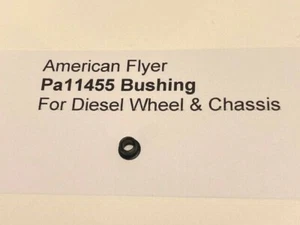 American Flyer
Pa11455 Bushing
For Diesel Wheel & Chassis